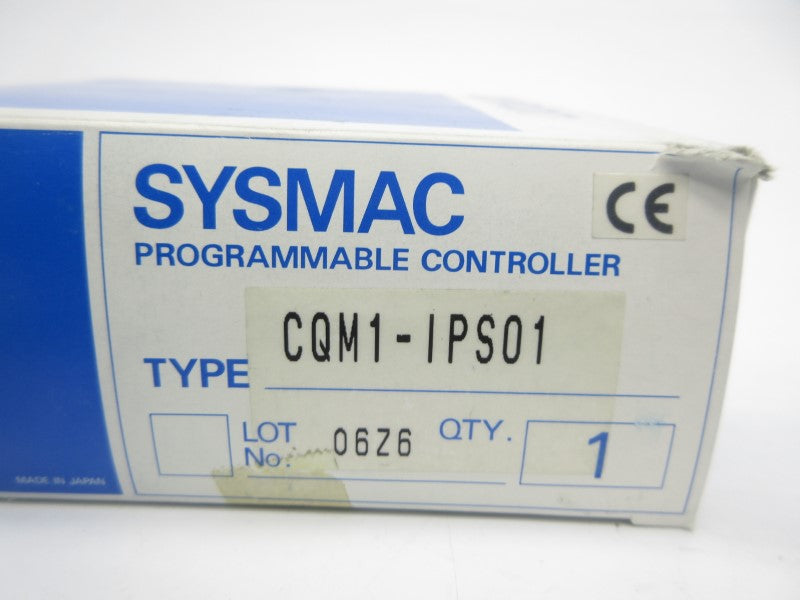 SYSMAC
CE
PROGRAMMABLE CONTROLLER
TYPE CQM1-IPS01
LOT No. 06Z6 QTY. 1
MADE IN JAPAN